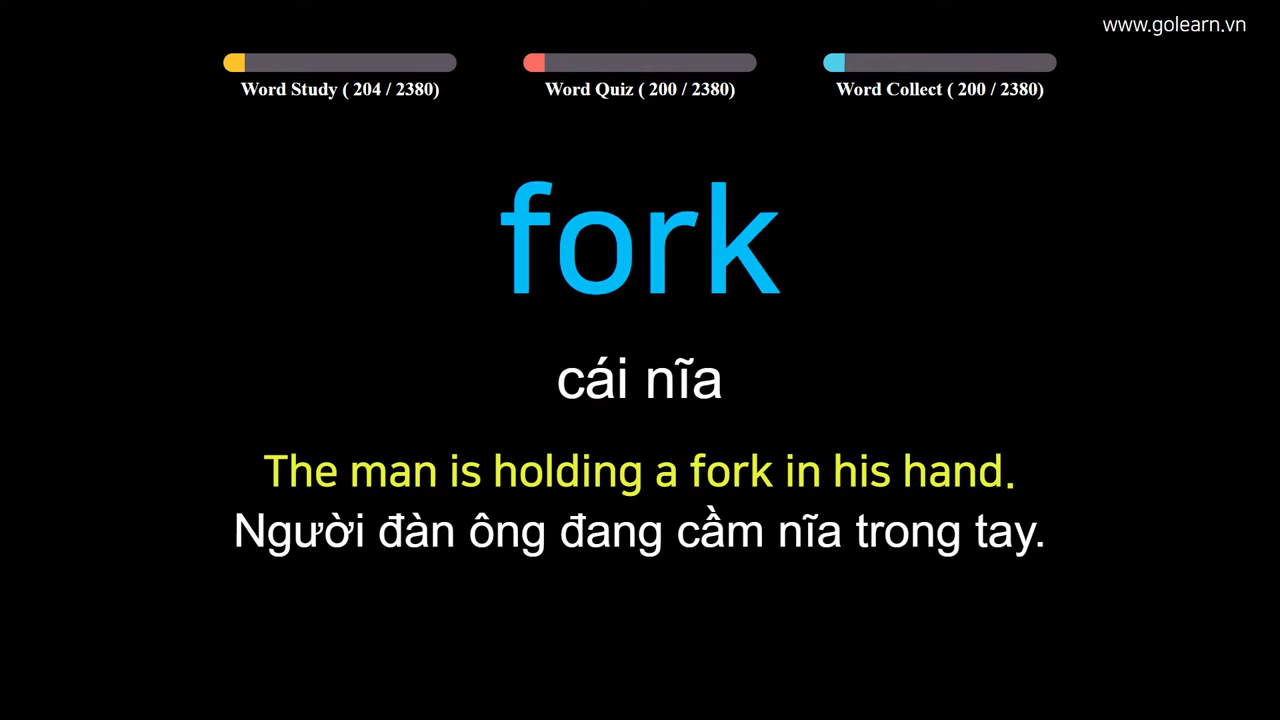 www.golearn.vn
Word Study ( 204 / 2380)
Word Quiz ( 200 / 2380)
Word Collect ( 200 / 2380)
fork
cái nĩa
The man is holding a fork in his hand.
Người đàn ông đang cầm nĩa trong tay.